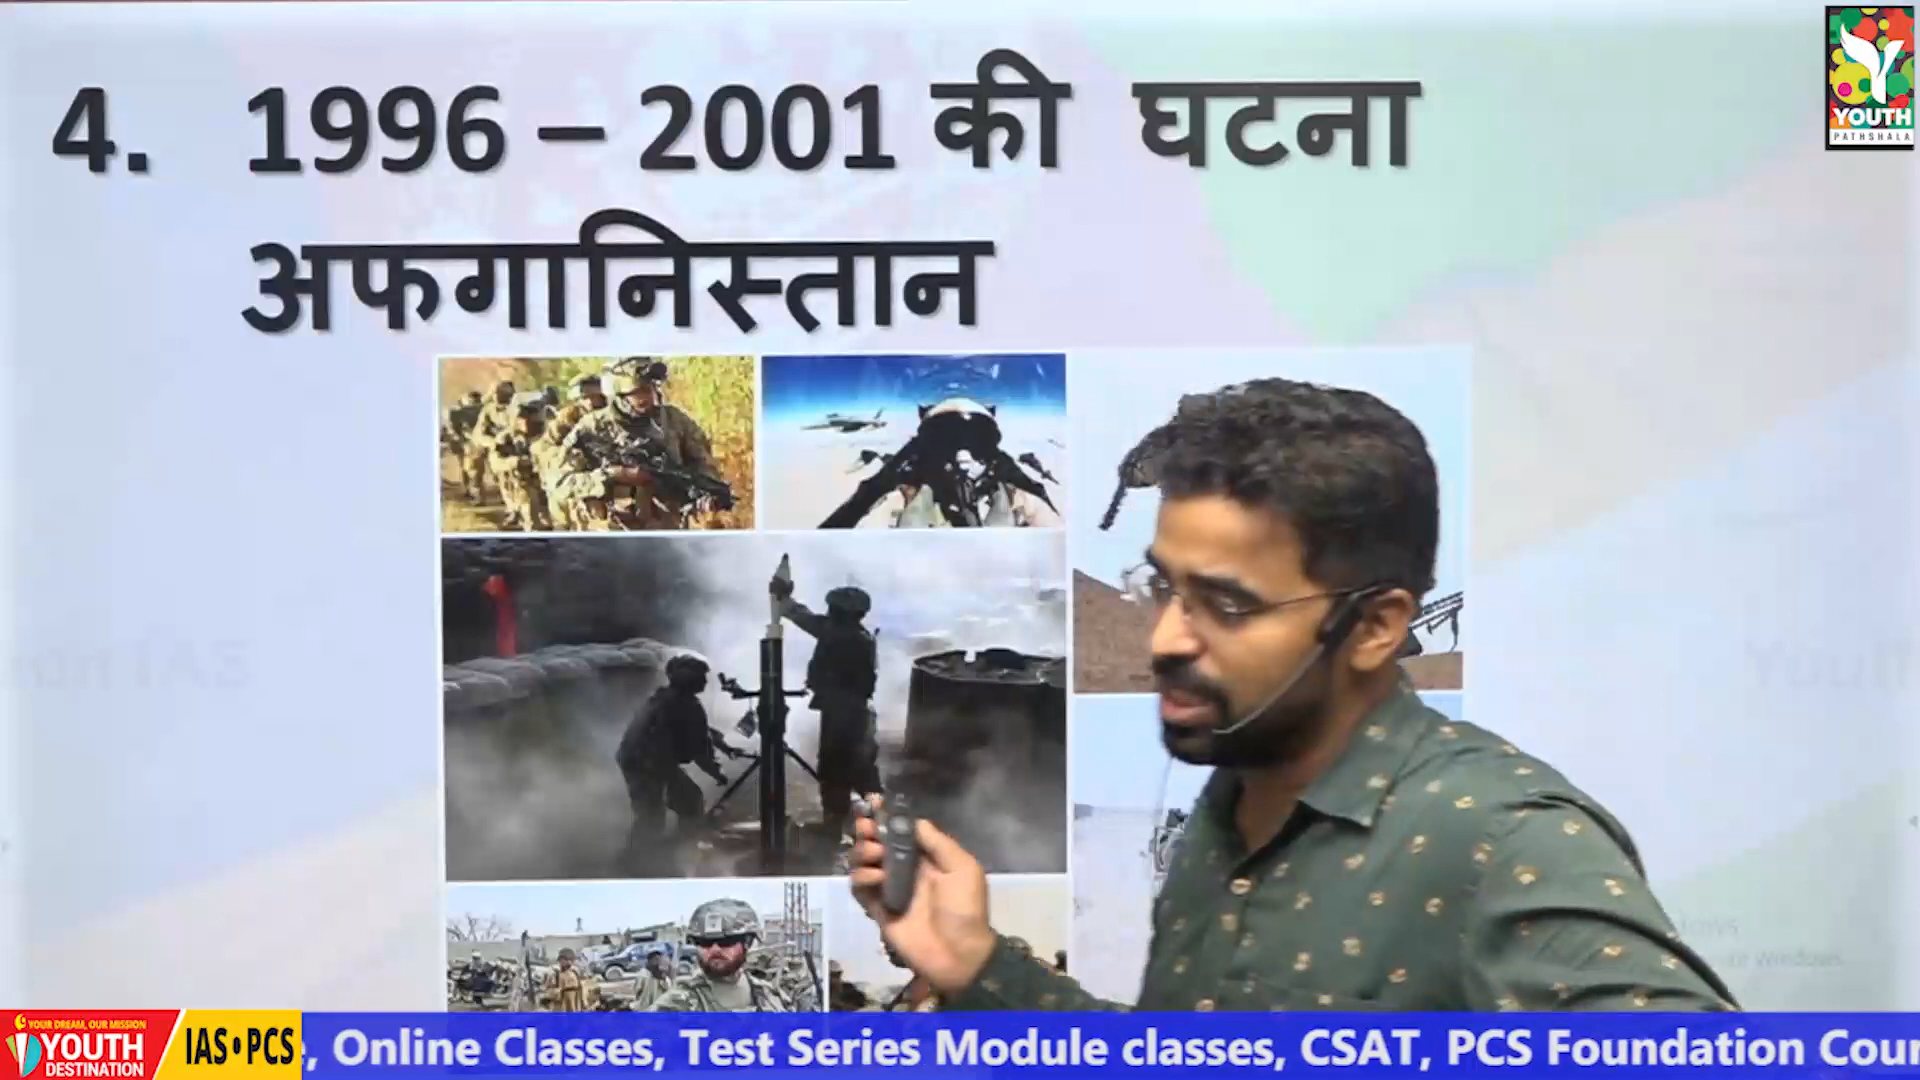 4. 1996 – 2001 की घटना
अफगानिस्तान
YOUTH
PATHSHALA
YOUR DREAM, OUR MISSION
YOUTH
DESTINATION
IAS•PCS
, Online Classes, Test Series Module classes, CSAT, PCS Foundation Cour